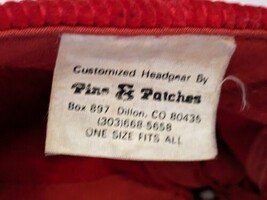 Customized Headgear By
Pins & Patches
Box 897 Dillon, CO 80435
(303)668-5658
ONE SIZE FITS ALL